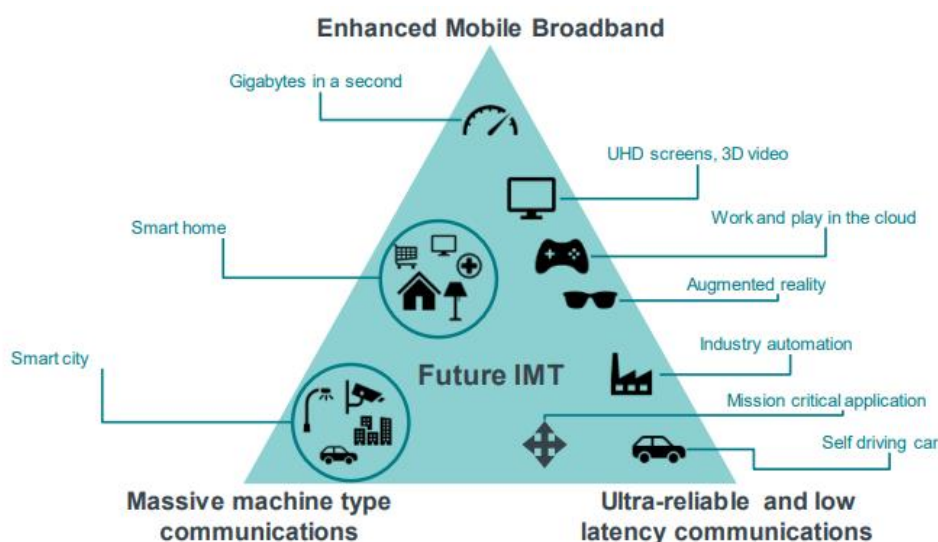 Enhanced Mobile Broadband
Gigabytes in a second
UHD screens, 3D video
Smart home
Work and play in the cloud
Augmented reality
Smart city
Industry automation
Future IMT
Mission critical application
Self driving car
Massive machine type
communications
Ultra-reliable and low
latency communications